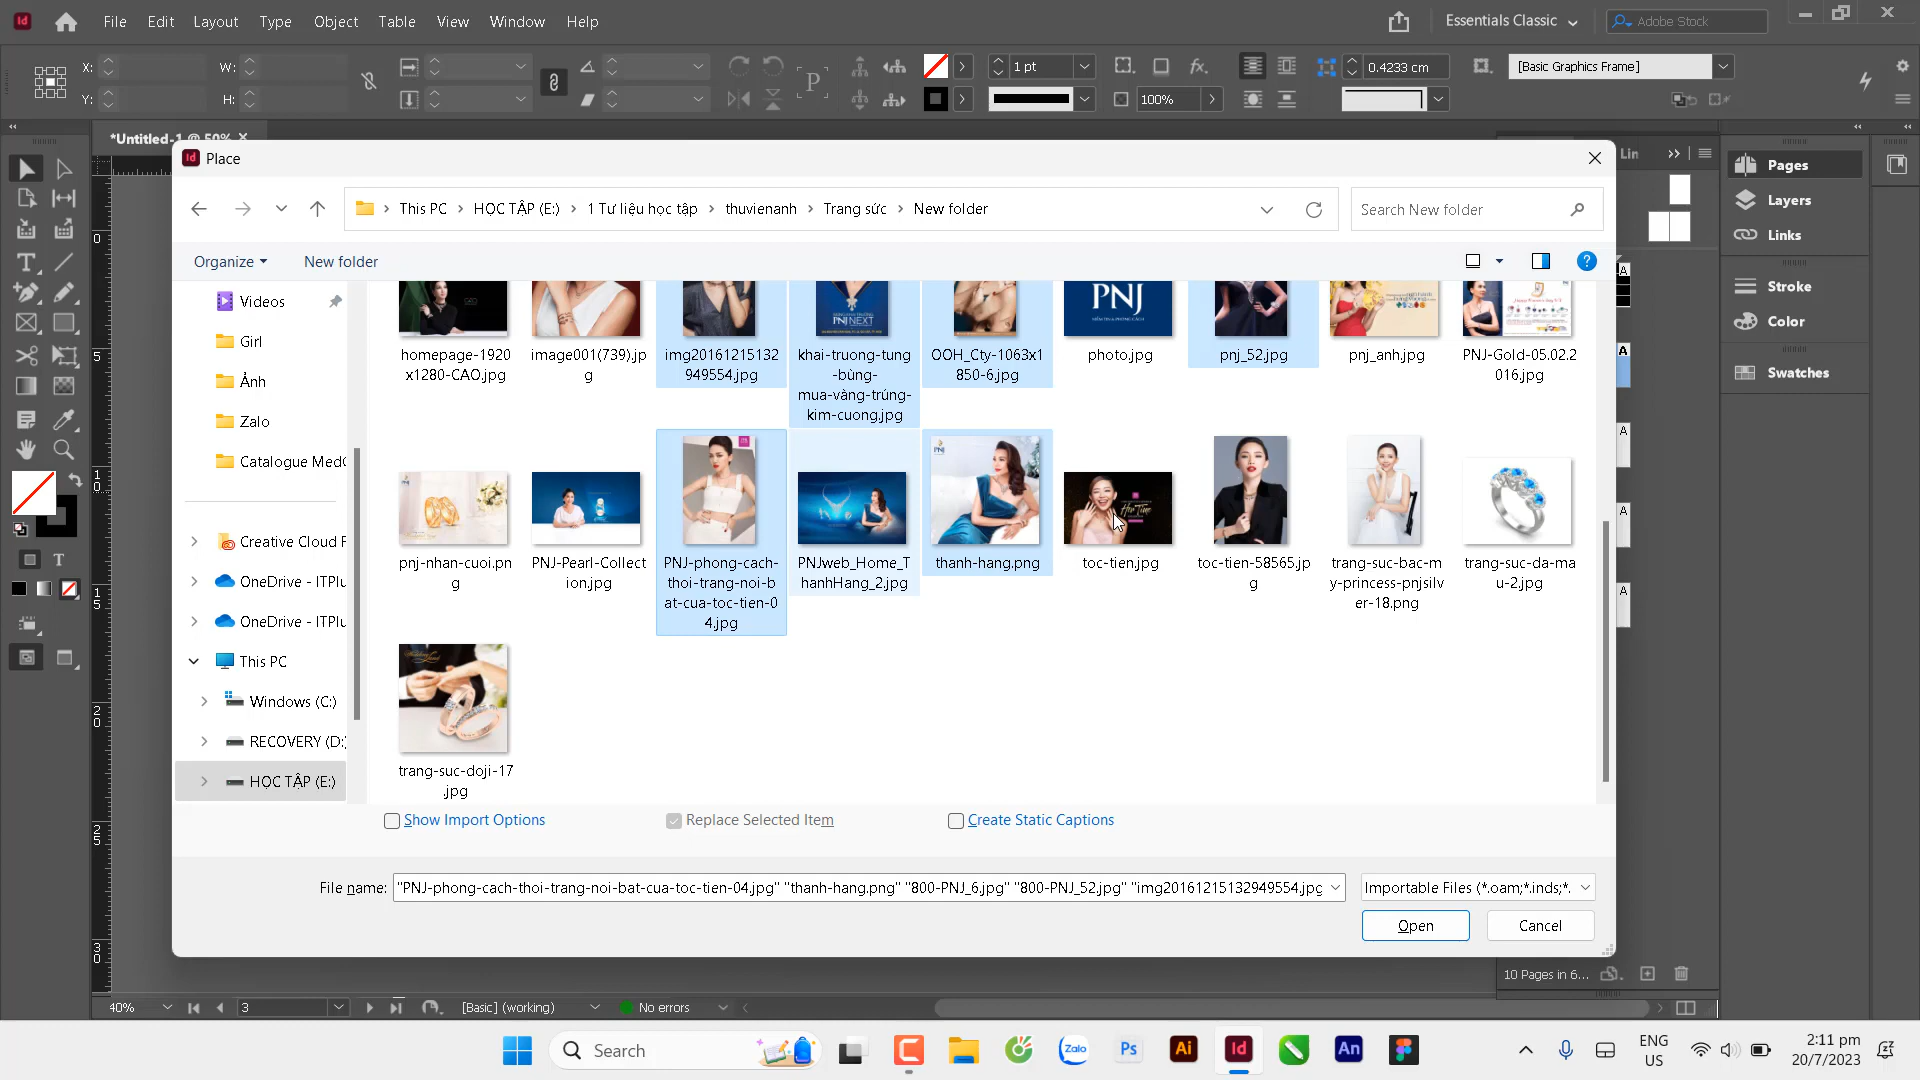 File Edit Layout Type Object Table View Window Help
Essentials Classic
Adobe Stock
X: W: 1 pt 0.4233 cm [Basic Graphics Frame]
Y: H: 100%
*Untitled-1 @ 50%
Place
Lin
This PC HỌC TẬP (E:) 1 Tư liệu học tập thuvienanh Trang sức New folder
Search New folder
Organize New folder
Videos
Girl
Ảnh
Zalo
Catalogue Med
Creative Cloud F
OneDrive - ITPlu
OneDrive - ITPlu
This PC
Windows (C:)
RECOVERY (D:
HỌC TẬP (E:)
PNJ NEXT
PNJ
homepage-1920
x1280-CAO.jpg
image001(739).jp
g
img20161215132
949554.jpg
khai-truong-tung
-bùng-
mua-vàng-trúng-
kim-cuong.jpg
OOH_Cty-1063x1
850-6.jpg
photo.jpg
pnj_52.jpg
pnj_anh.jpg
PNJ-Gold-05.02.2
016.jpg
pnj-nhan-cuoi.pn
g
PNJ-Pearl-Collect
ion.jpg
PNJ-phong-cach-
thoi-trang-noi-b
at-cua-toc-tien-0
4.jpg
PNJweb_Home_T
hanhHang_2.jpg
thanh-hang.png
toc-tien.jpg
toc-tien-58565.jp
g
trang-suc-bac-m
y-princess-pnjsilv
er-18.png
trang-suc-da-ma
u-2.jpg
trang-suc-doji-17
.jpg
Show Import Options
Replace Selected Item
Create Static Captions
File name: "PNJ-phong-cach-thoi-trang-noi-bat-cua-toc-tien-04.jpg" "thanh-hang.png" "800-PNJ_6.jpg" "800-PNJ_52.jpg" "img20161215132949554.jpg
Importable Files (*.oam;*.inds;*.
Open
Cancel
Pages
Layers
Links
Stroke
Color
Swatches
10 Pages in 6...
40% 3 [Basic] (working) No errors
Search
Zalo
Ps
Ai
Id
An
ENG
US
2:11 pm
20/7/2023